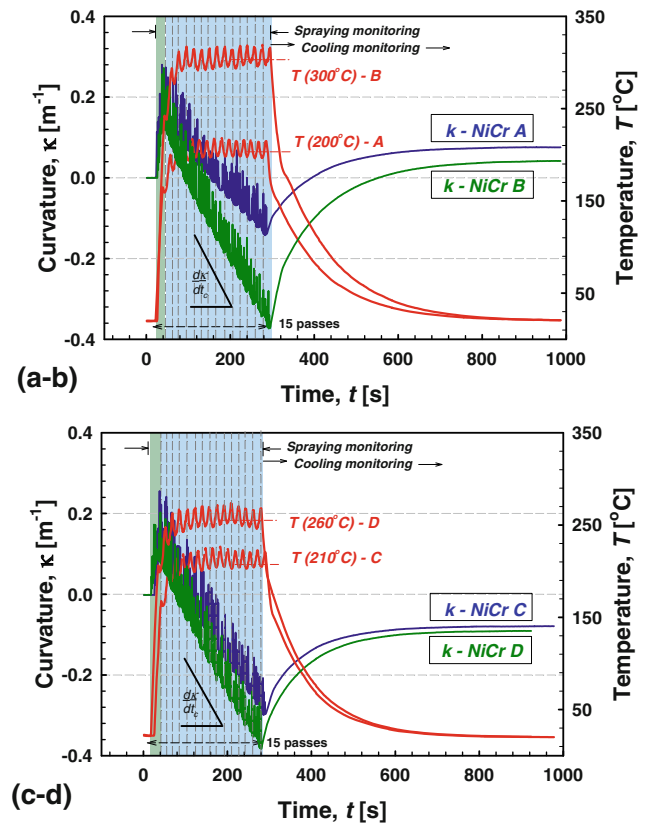 0.4
0.2
0.0
-0.2
-0.4
Curvature, κ [m⁻¹]
350
250
150
50
Temperature, T [°C]
Spraying monitoring
Cooling monitoring
T (300°C) - B
T (200°C) - A
k - NiCr A
k - NiCr B
dκ
dt_c
15 passes
0 200 400 600 800 1000
(a-b)
Time, t [s]
0.4
0.2
0.0
-0.2
-0.4
Curvature, κ [m⁻¹]
350
250
150
50
Temperature, T [°C]
Spraying monitoring
Cooling monitoring
T (260°C) - D
T (210°C) - C
k - NiCr C
k - NiCr D
dκ
dt_c
15 passes
0 200 400 600 800 1000
(c-d)
Time, t [s]